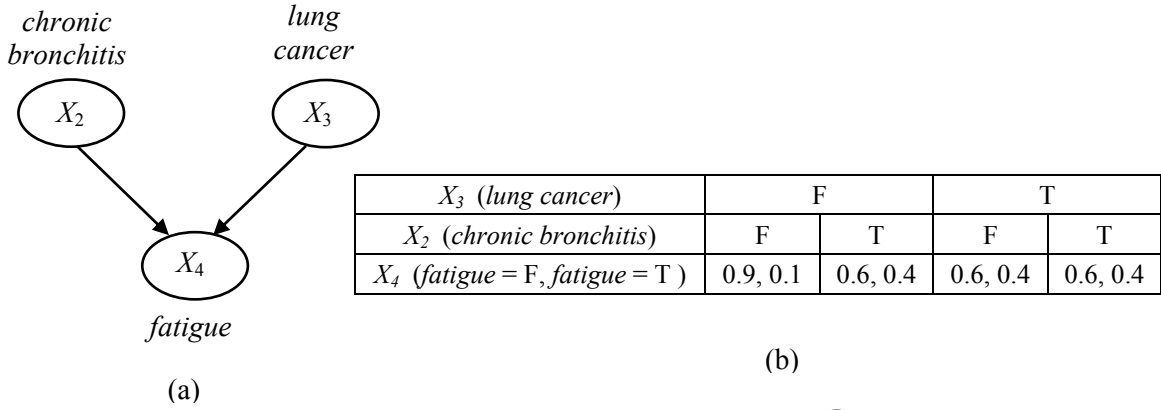 chronic
bronchitis
lung
cancer
X2
X3
X4
fatigue
(a)
X3 (lung cancer) F T
X2 (chronic bronchitis) F T F T
X4 (fatigue = F, fatigue = T ) 0.9, 0.1 0.6, 0.4 0.6, 0.4 0.6, 0.4
(b)